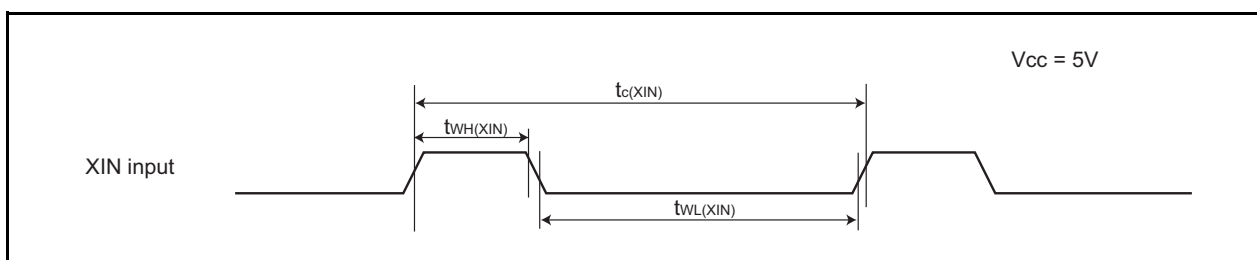 Vcc = 5V
tc(XIN)
tWH(XIN)
XIN input
tWL(XIN)